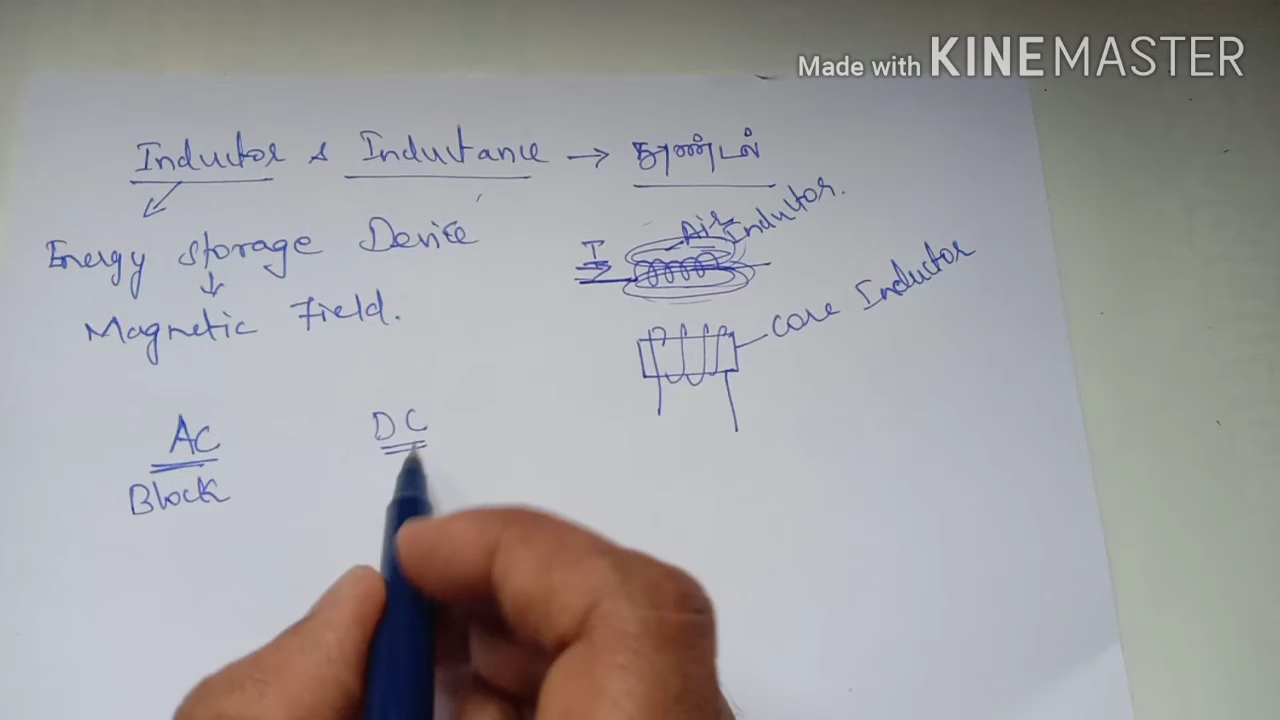 Made with KINEMASTER
Inductor & Inductance → தூண்டல்
Energy Storage Device
Magnetic Field.
I
Air Inductor.
Core Inductor
AC
DC
Block